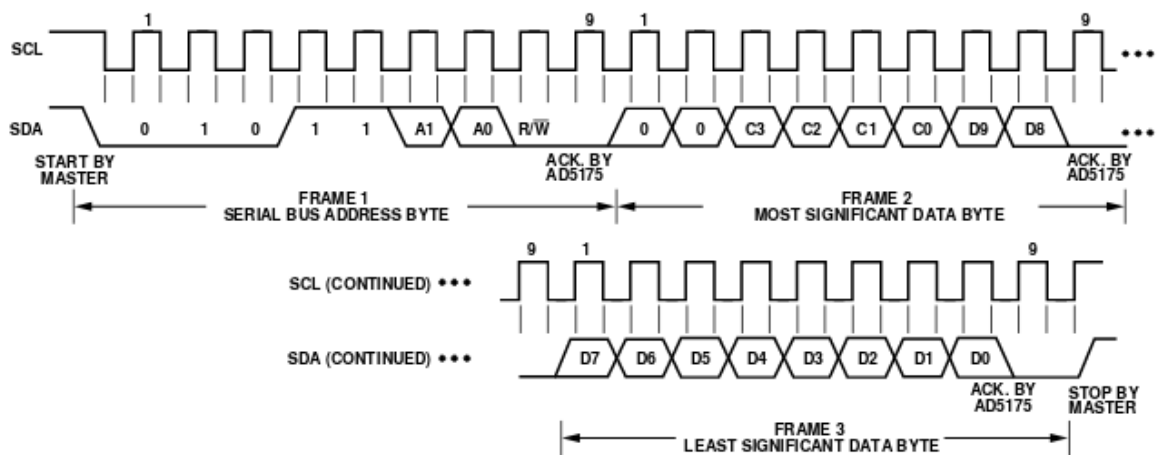 1 9 1 9
SCL •••
SDA 0 1 0 1 1 A1 A0 R/W̅ 0 0 C3 C2 C1 C0 D9 D8 •••
START BY MASTER
ACK. BY AD5175
ACK. BY AD5175
FRAME 1
SERIAL BUS ADDRESS BYTE
FRAME 2
MOST SIGNIFICANT DATA BYTE
9 1 9
SCL (CONTINUED) •••
SDA (CONTINUED) ••• D7 D6 D5 D4 D3 D2 D1 D0
ACK. BY AD5175
STOP BY MASTER
FRAME 3
LEAST SIGNIFICANT DATA BYTE